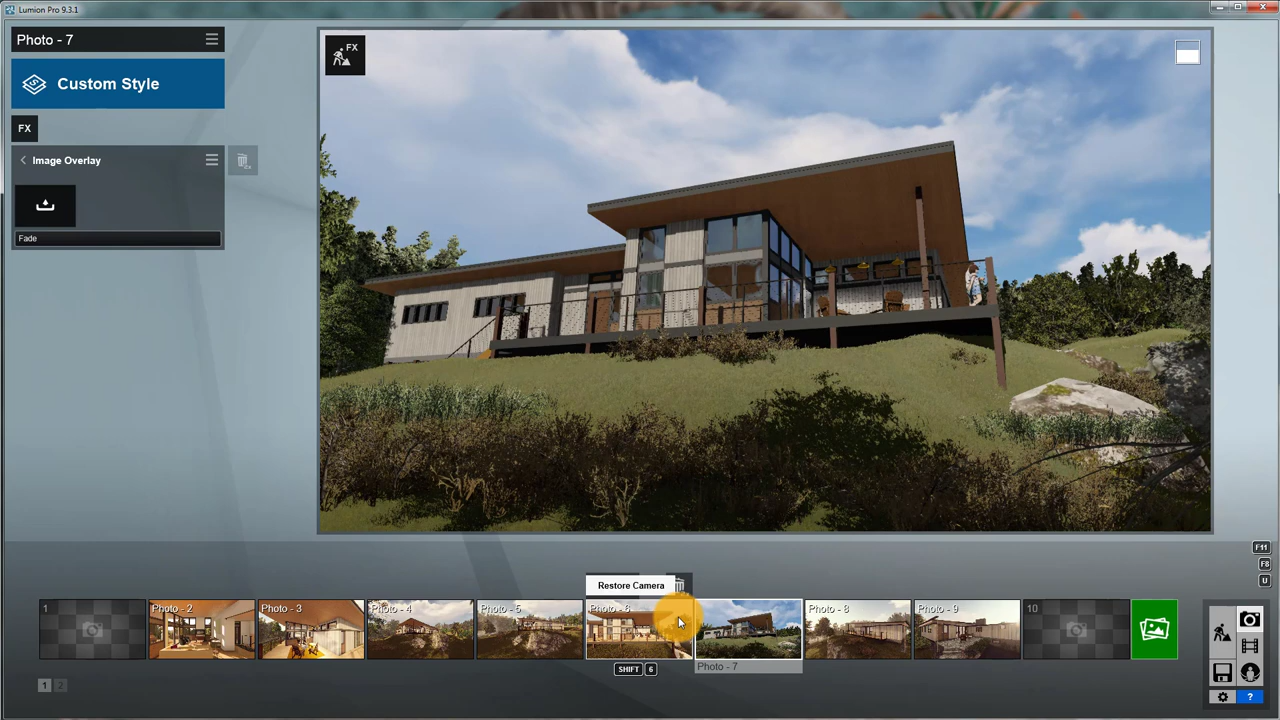 Lumion Pro 9.3.1
Photo - 7
FX
Custom Style
FX
Image Overlay
Fade
F11
F8
U
Restore Camera
1
Photo - 2
Photo - 3
Photo - 4
Photo - 5
Photo - 6
Photo - 8
Photo - 9
10
Photo - 7
SHIFT 6
1 2
?